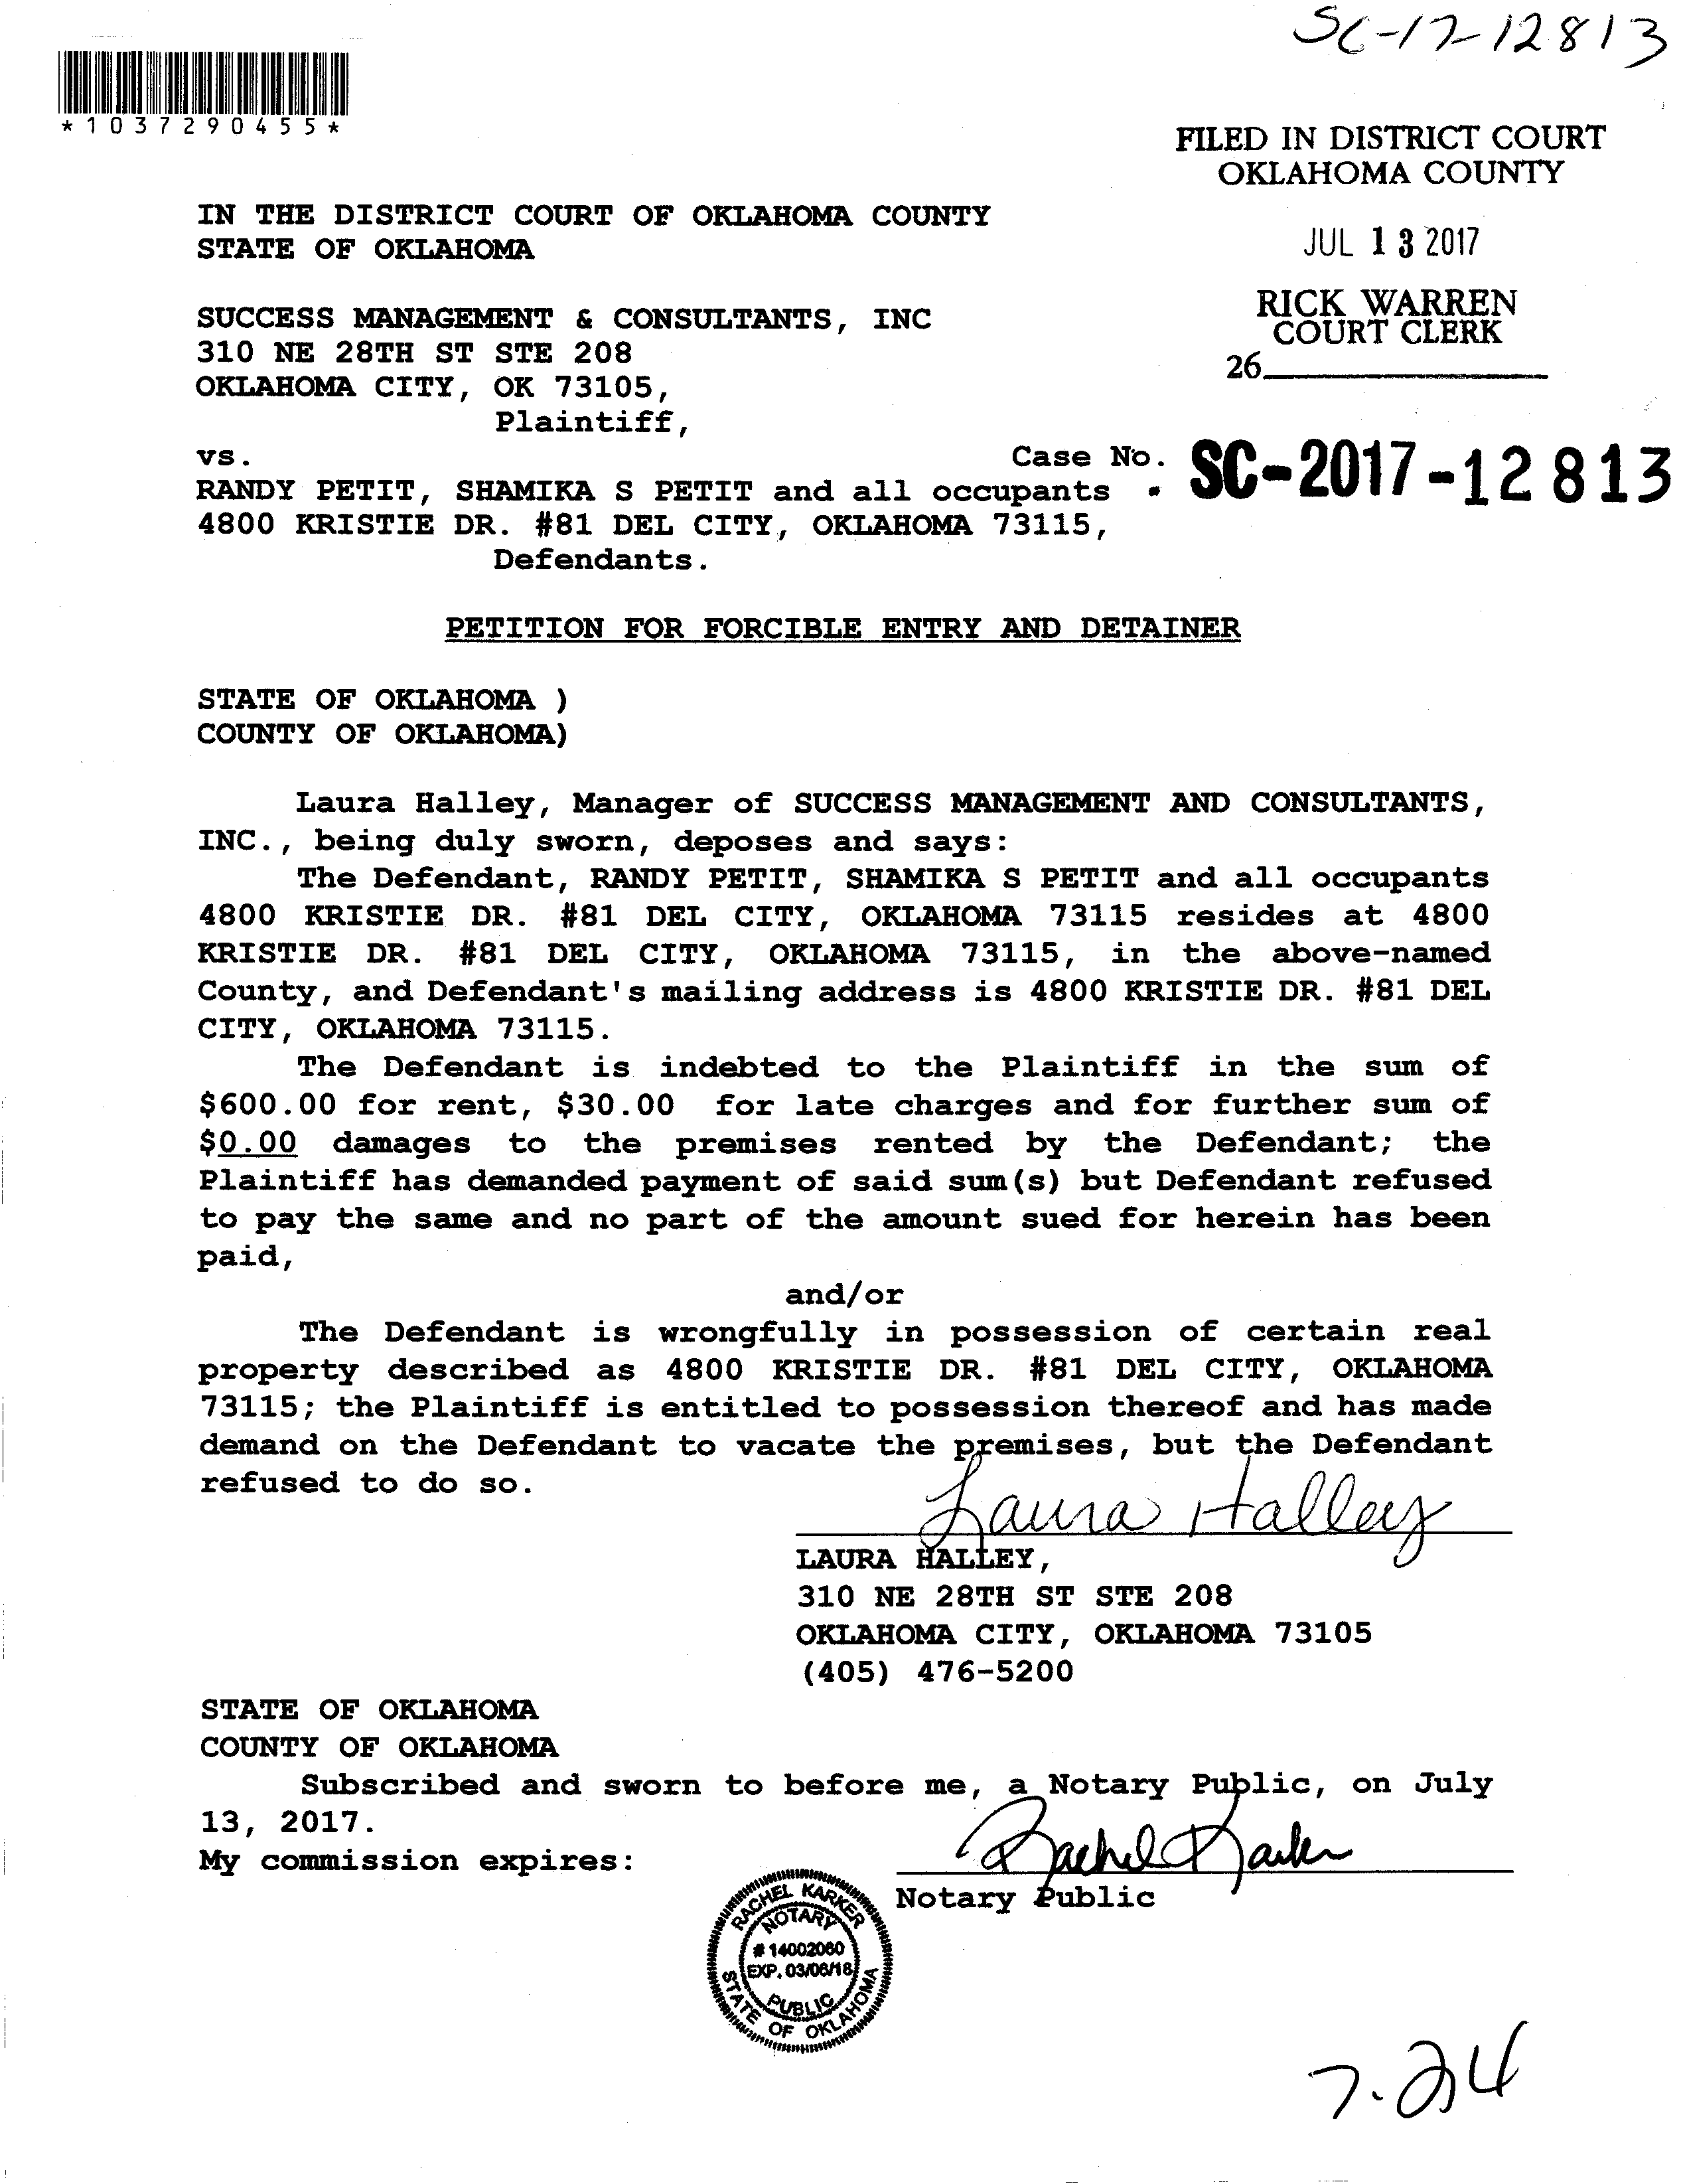 SC-17-12813
*1037290455*
FILED IN DISTRICT COURT
OKLAHOMA COUNTY
JUL 13 2017
RICK WARREN
COURT CLERK
26
IN THE DISTRICT COURT OF OKLAHOMA COUNTY
STATE OF OKLAHOMA
SUCCESS MANAGEMENT & CONSULTANTS, INC
310 NE 28TH ST STE 208
OKLAHOMA CITY, OK 73105,
Plaintiff,
vs. Case No. SC-2017-12813
RANDY PETIT, SHAMIKA S PETIT and all occupants
4800 KRISTIE DR. #81 DEL CITY, OKLAHOMA 73115,
Defendants.
PETITION FOR FORCIBLE ENTRY AND DETAINER
STATE OF OKLAHOMA )
COUNTY OF OKLAHOMA)
Laura Halley, Manager of SUCCESS MANAGEMENT AND CONSULTANTS,
INC., being duly sworn, deposes and says:
The Defendant, RANDY PETIT, SHAMIKA S PETIT and all occupants
4800 KRISTIE DR. #81 DEL CITY, OKLAHOMA 73115 resides at 4800
KRISTIE DR. #81 DEL CITY, OKLAHOMA 73115, in the above-named
County, and Defendant's mailing address is 4800 KRISTIE DR. #81 DEL
CITY, OKLAHOMA 73115.
The Defendant is indebted to the Plaintiff in the sum of
$600.00 for rent, $30.00 for late charges and for further sum of
$0.00 damages to the premises rented by the Defendant; the
Plaintiff has demanded payment of said sum(s) but Defendant refused
to pay the same and no part of the amount sued for herein has been
paid,
and/or
The Defendant is wrongfully in possession of certain real
property described as 4800 KRISTIE DR. #81 DEL CITY, OKLAHOMA
73115; the Plaintiff is entitled to possession thereof and has made
demand on the Defendant to vacate the premises, but the Defendant
refused to do so.
Laura Halley
LAURA HALLEY,
310 NE 28TH ST STE 208
OKLAHOMA CITY, OKLAHOMA 73105
(405) 476-5200
STATE OF OKLAHOMA
COUNTY OF OKLAHOMA
Subscribed and sworn to before me, a Notary Public, on July
13, 2017.
My commission expires:
Rachel Karker
Notary Public
RACHEL KARKER
NOTARY
# 14002060
EXP. 03/06/18
PUBLIC
STATE OF OKLAHOMA
7.24